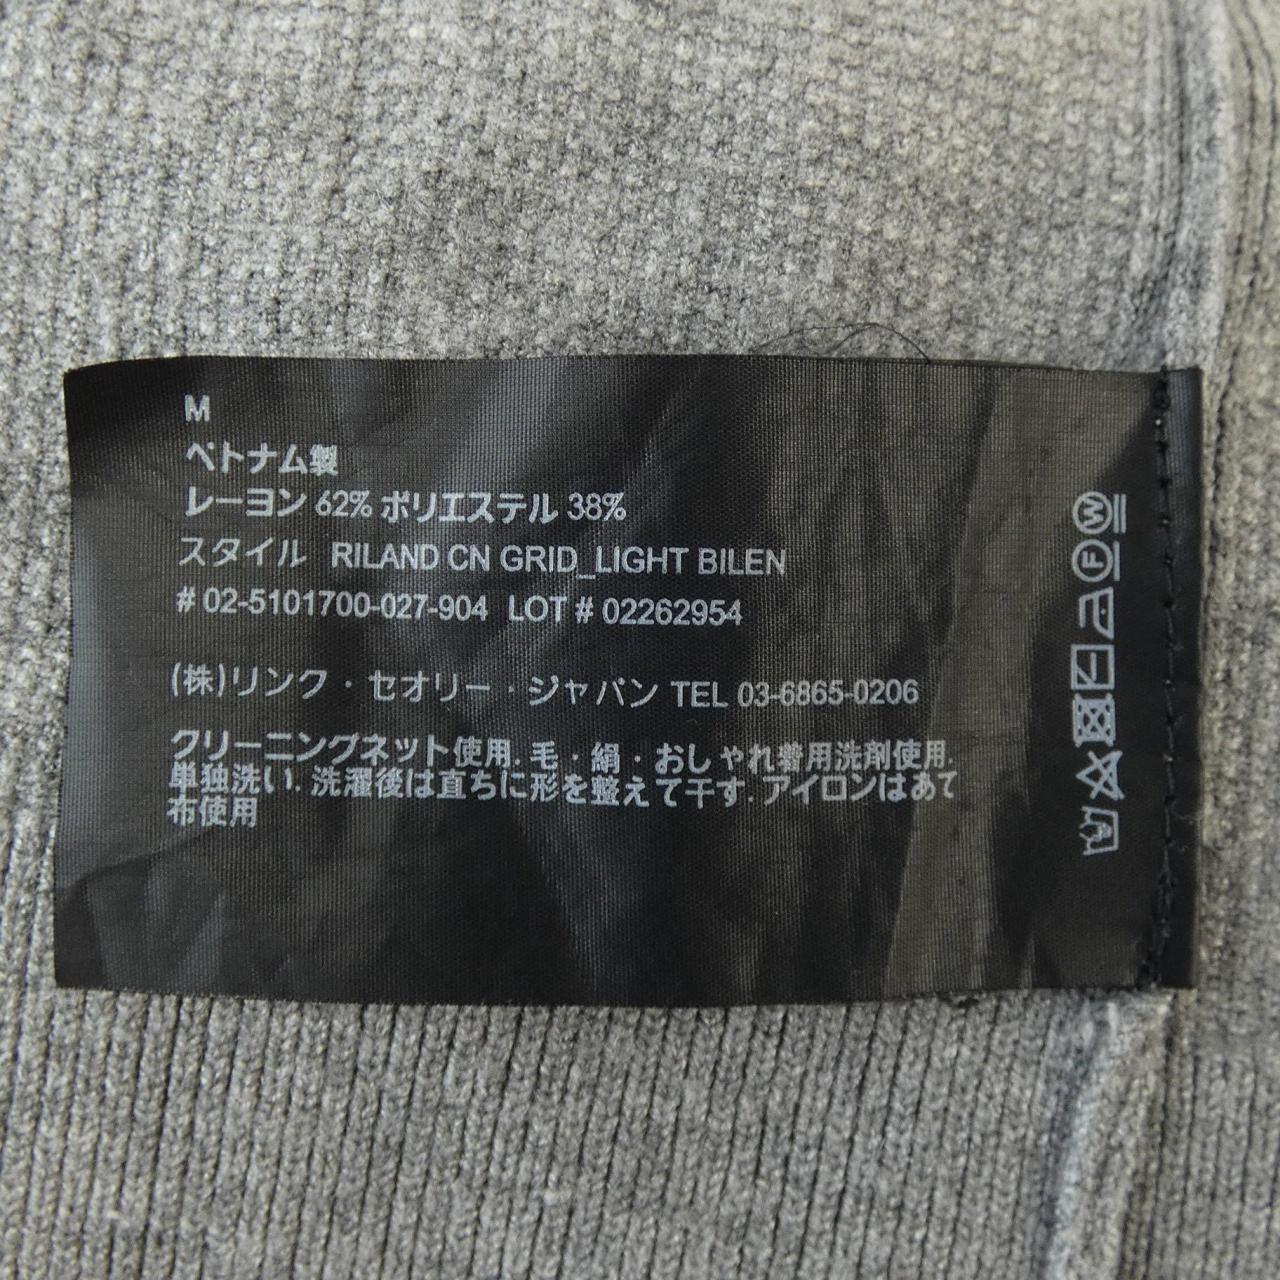 M
ベトナム製
レーヨン 62% ポリエステル 38%
スタイル RILAND CN GRID_LIGHT BILEN
# 02-5101700-027-904 LOT # 02262954
(株)リンク・セオリー・ジャパン TEL 03-6865-0206
クリーニングネット使用. 毛・絹・おしゃれ着用洗剤使用.
単独洗い. 洗濯後は直ちに形を整えて干す. アイロンはあて
布使用
W
F